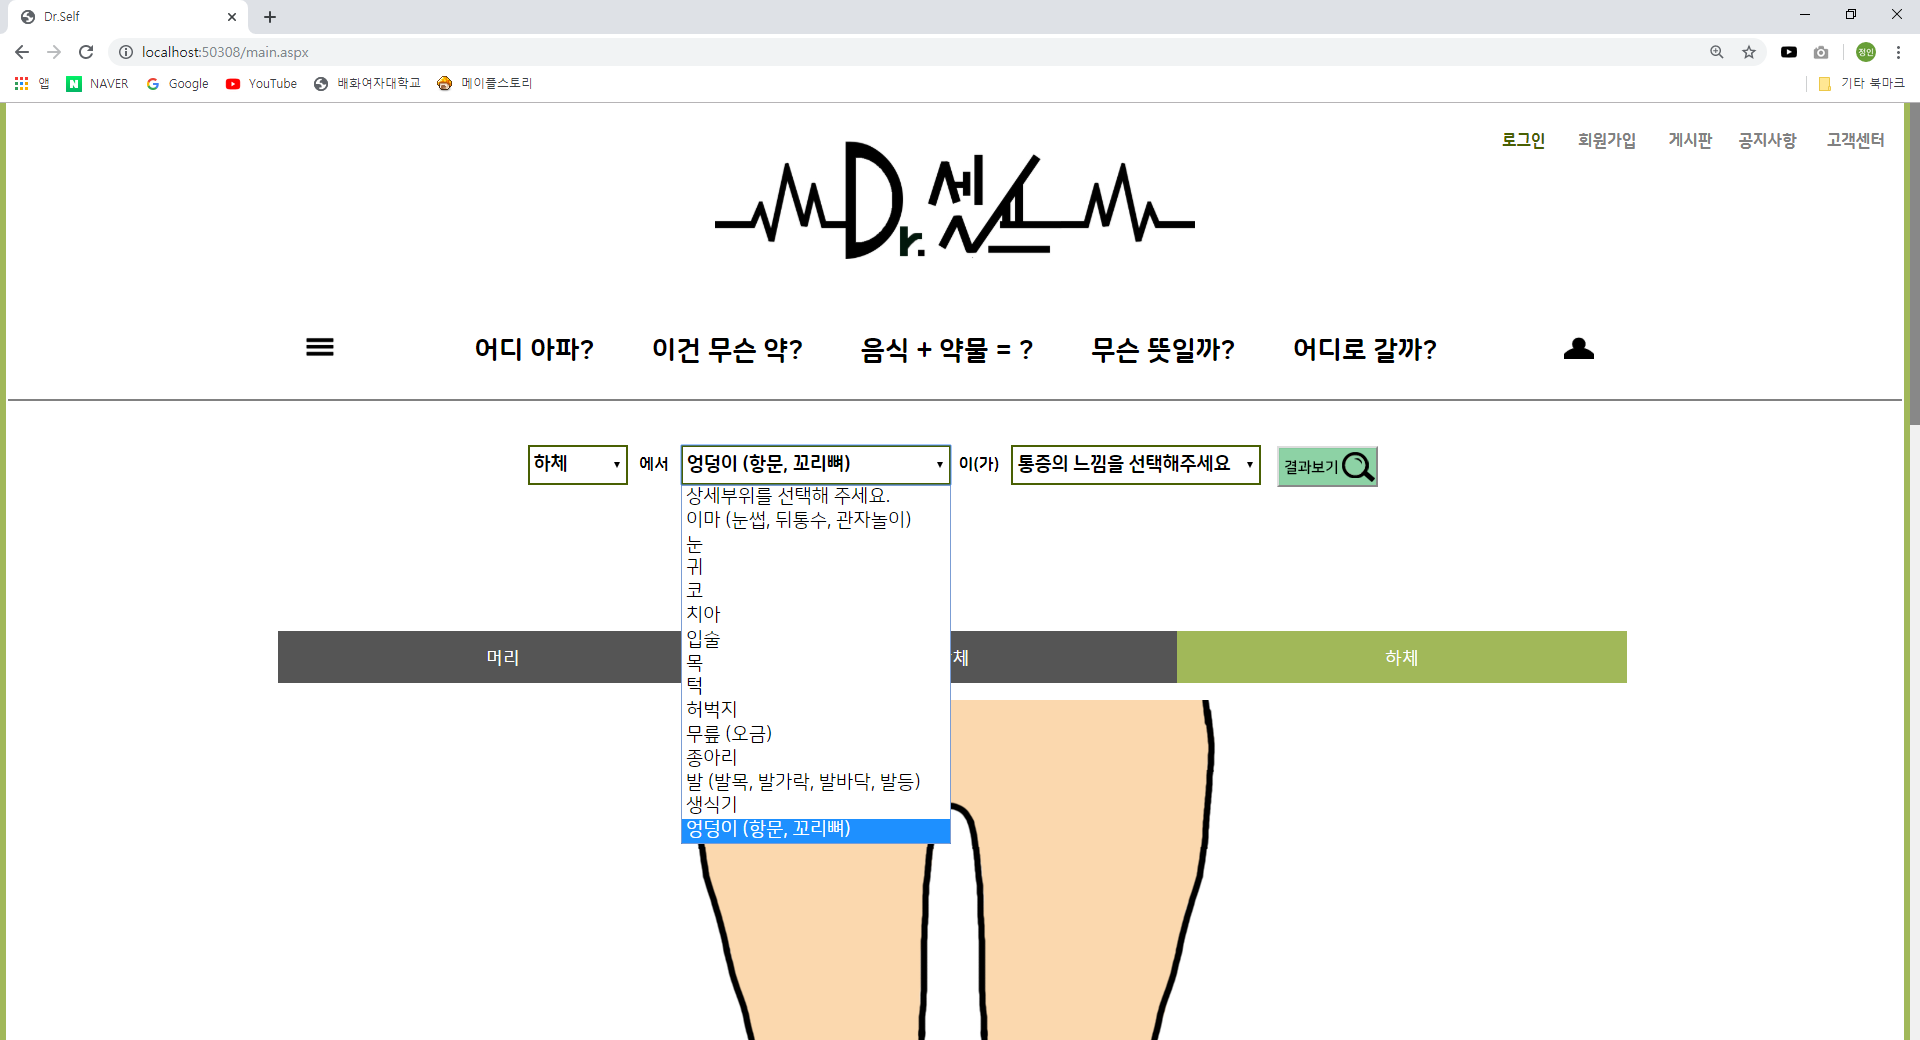 Dr.Self
localhost:50308/main.aspx
정인
앱 NAVER Google YouTube 배화여자대학교 메이플스토리 기타 북마크
로그인 회원가입 게시판 공지사항 고객센터
Dr. 셀프
어디 아파? 이건 무슨 약? 음식 + 약물 = ? 무슨 뜻일까? 어디로 갈까?
하체 에서 엉덩이 (항문, 꼬리뼈) 이(가) 통증의 느낌을 선택해주세요 결과보기
상세부위를 선택해 주세요.
이마 (눈썹, 뒤통수, 관자놀이)
눈
귀
코
치아
입술
목
턱
허벅지
무릎 (오금)
종아리
발 (발목, 발가락, 발바닥, 발등)
생식기
엉덩이 (항문, 꼬리뼈)
머리 체 하체